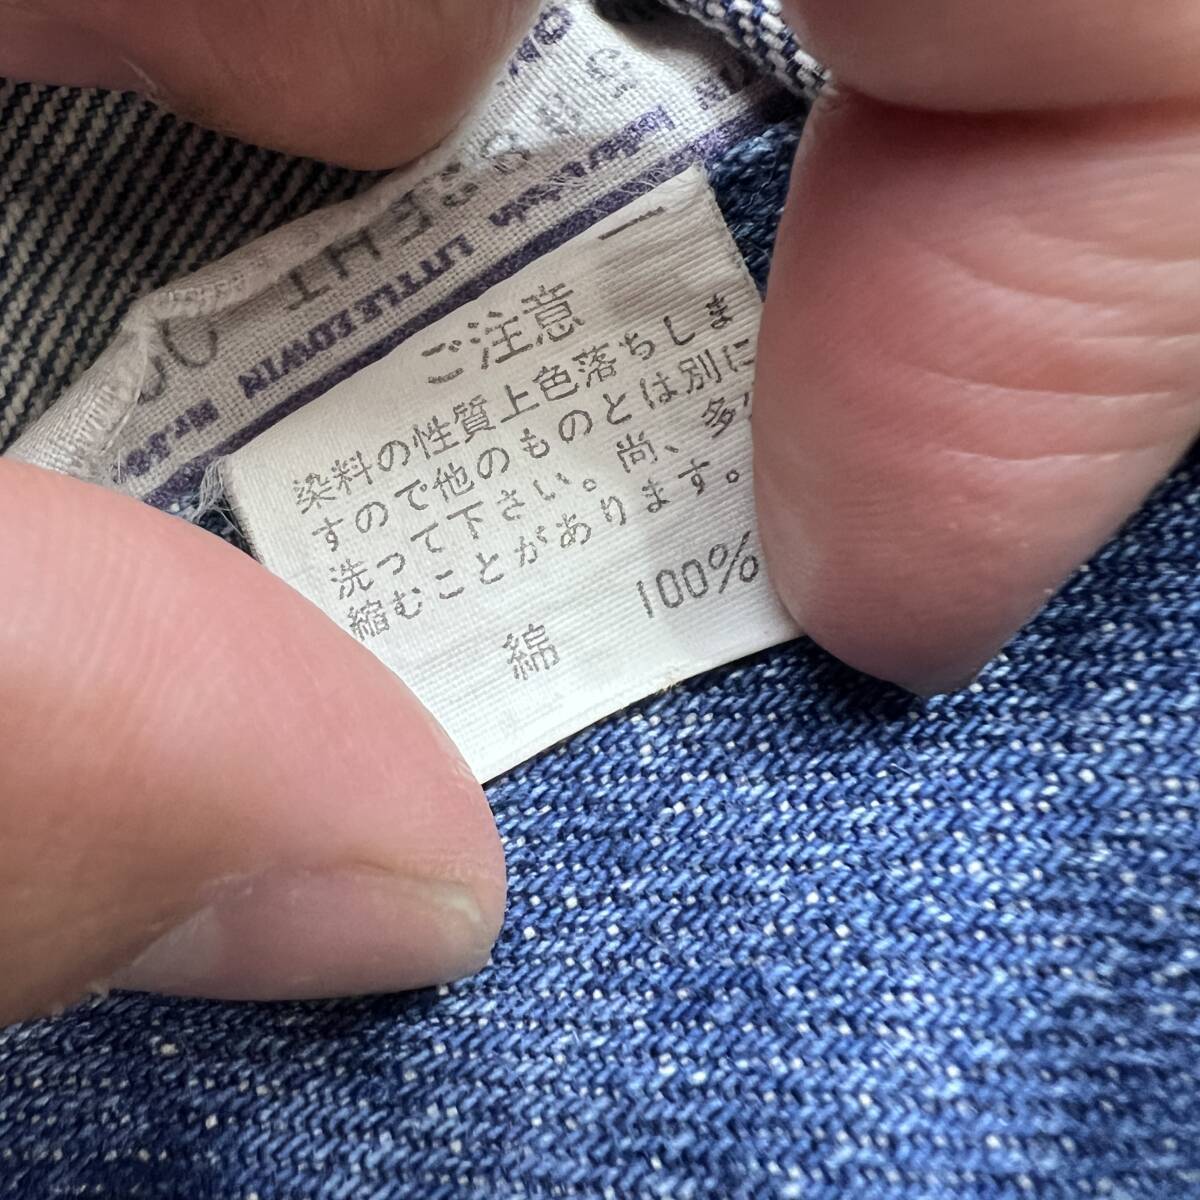 LITTLE EDWIN
THE
ご注意
染料の性質上色落ちしま
すので他のものとは別に
洗って下さい。尚、多少
縮むことがあります。
綿 100%